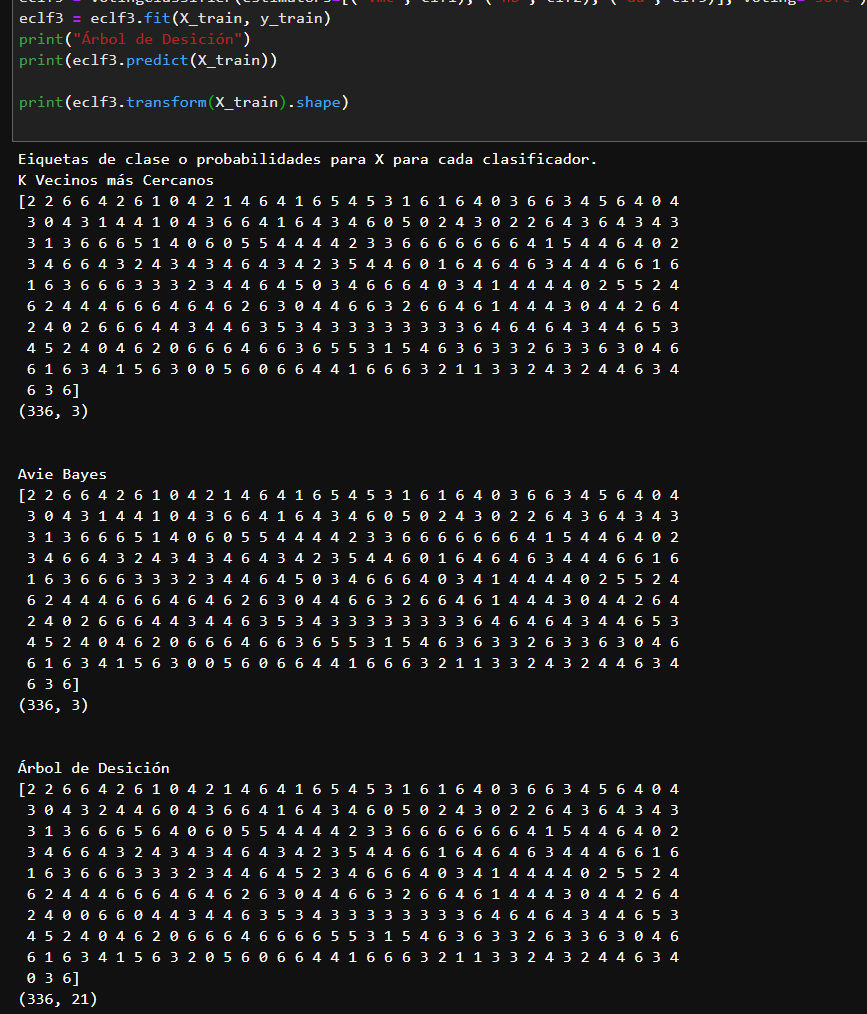 eclf3 = VotingClassifier(estimators=[(
eclf3 = eclf3.fit(X_train, y_train)
print("Árbol de Desición")
print(eclf3.predict(X_train))
print(eclf3.transform(X_train).shape)
Eiquetas de clase o probabilidades para X para cada clasificador.
K Vecinos más Cercanos
[2 2 6 6 4 2 6 1 0 4 2 1 4 6 4 1 6 5 4 5 3 1 6 1 6 4 0 3 6 6 3 4 5 6 4 0 4
3 0 4 3 1 4 4 1 0 4 3 6 6 4 1 6 4 3 4 6 0 5 0 2 4 3 0 2 2 6 4 3 6 4 3 4 3
3 1 3 6 6 6 5 1 4 0 6 0 5 5 4 4 4 4 2 3 3 6 6 6 6 6 6 6 4 1 5 4 4 6 4 0 2
3 4 6 6 4 3 2 4 3 4 3 4 6 4 3 4 2 3 5 4 4 6 0 1 6 4 6 4 6 3 4 4 4 6 6 1 6
1 6 3 6 6 6 3 3 3 2 3 4 4 6 4 5 0 3 4 6 6 6 4 0 3 4 1 4 4 4 4 0 2 5 5 2 4
6 2 4 4 4 6 6 6 4 6 4 6 2 6 3 0 4 4 6 6 3 2 6 6 4 6 1 4 4 4 3 0 4 4 2 6 4
2 4 0 2 6 6 6 4 4 3 4 4 6 3 5 3 4 3 3 3 3 3 3 3 3 6 4 6 4 6 4 3 4 4 6 5 3
4 5 2 4 0 4 6 2 0 6 6 6 4 6 6 3 6 5 5 3 1 5 4 6 3 6 3 3 2 6 3 3 6 3 0 4 6
6 1 6 3 4 1 5 6 3 0 0 5 6 0 6 6 4 4 1 6 6 6 3 2 1 1 3 3 2 4 3 2 4 4 6 3 4
6 3 6]
(336, 3)
Avie Bayes
[2 2 6 6 4 2 6 1 0 4 2 1 4 6 4 1 6 5 4 5 3 1 6 1 6 4 0 3 6 6 3 4 5 6 4 0 4
3 0 4 3 1 4 4 1 0 4 3 6 6 4 1 6 4 3 4 6 0 5 0 2 4 3 0 2 2 6 4 3 6 4 3 4 3
3 1 3 6 6 6 5 1 4 0 6 0 5 5 4 4 4 4 2 3 3 6 6 6 6 6 6 6 4 1 5 4 4 6 4 0 2
3 4 6 6 4 3 2 4 3 4 3 4 6 4 3 4 2 3 5 4 4 6 0 1 6 4 6 4 6 3 4 4 4 6 6 1 6
1 6 3 6 6 6 3 3 3 2 3 4 4 6 4 5 0 3 4 6 6 6 4 0 3 4 1 4 4 4 4 0 2 5 5 2 4
6 2 4 4 4 6 6 6 4 6 4 6 2 6 3 0 4 4 6 6 3 2 6 6 4 6 1 4 4 4 3 0 4 4 2 6 4
2 4 0 2 6 6 6 4 4 3 4 4 6 3 5 3 4 3 3 3 3 3 3 3 3 6 4 6 4 6 4 3 4 4 6 5 3
4 5 2 4 0 4 6 2 0 6 6 6 4 6 6 3 6 5 5 3 1 5 4 6 3 6 3 3 2 6 3 3 6 3 0 4 6
6 1 6 3 4 1 5 6 3 0 0 5 6 0 6 6 4 4 1 6 6 6 3 2 1 1 3 3 2 4 3 2 4 4 6 3 4
6 3 6]
(336, 3)
Árbol de Desición
[2 2 6 6 4 2 6 1 0 4 2 1 4 6 4 1 6 5 4 5 3 1 6 1 6 4 0 3 6 6 3 4 5 6 4 0 4
3 0 4 3 2 4 4 6 0 4 3 6 6 4 1 6 4 3 4 6 0 5 0 2 4 3 0 2 2 6 4 3 6 4 3 4 3
3 1 3 6 6 6 5 6 4 0 6 0 5 5 4 4 4 4 2 3 3 6 6 6 6 6 6 6 4 1 5 4 4 6 4 0 2
3 4 6 6 4 3 2 4 3 4 3 4 6 4 3 4 2 3 5 4 4 6 6 1 6 4 6 4 6 3 4 4 4 6 6 1 6
1 6 3 6 6 6 3 3 3 2 3 4 4 6 4 5 2 3 4 6 6 6 4 0 3 4 1 4 4 4 4 0 2 5 5 2 4
6 2 4 4 4 6 6 6 4 6 4 6 2 6 3 0 4 4 6 6 3 2 6 6 4 6 1 4 4 4 3 0 4 4 2 6 4
2 4 0 0 6 6 0 4 4 3 4 4 6 3 5 3 4 3 3 3 3 3 3 3 3 6 4 6 4 6 4 3 4 4 6 5 3
4 5 2 4 0 4 6 2 0 6 6 6 4 6 6 6 6 5 5 3 1 5 4 6 3 6 3 3 2 6 3 3 6 3 0 4 6
6 1 6 3 4 1 5 6 3 2 0 5 6 0 6 6 4 4 1 6 6 6 3 2 1 1 3 3 2 4 3 2 4 4 6 3 4
0 3 6]
(336, 21)